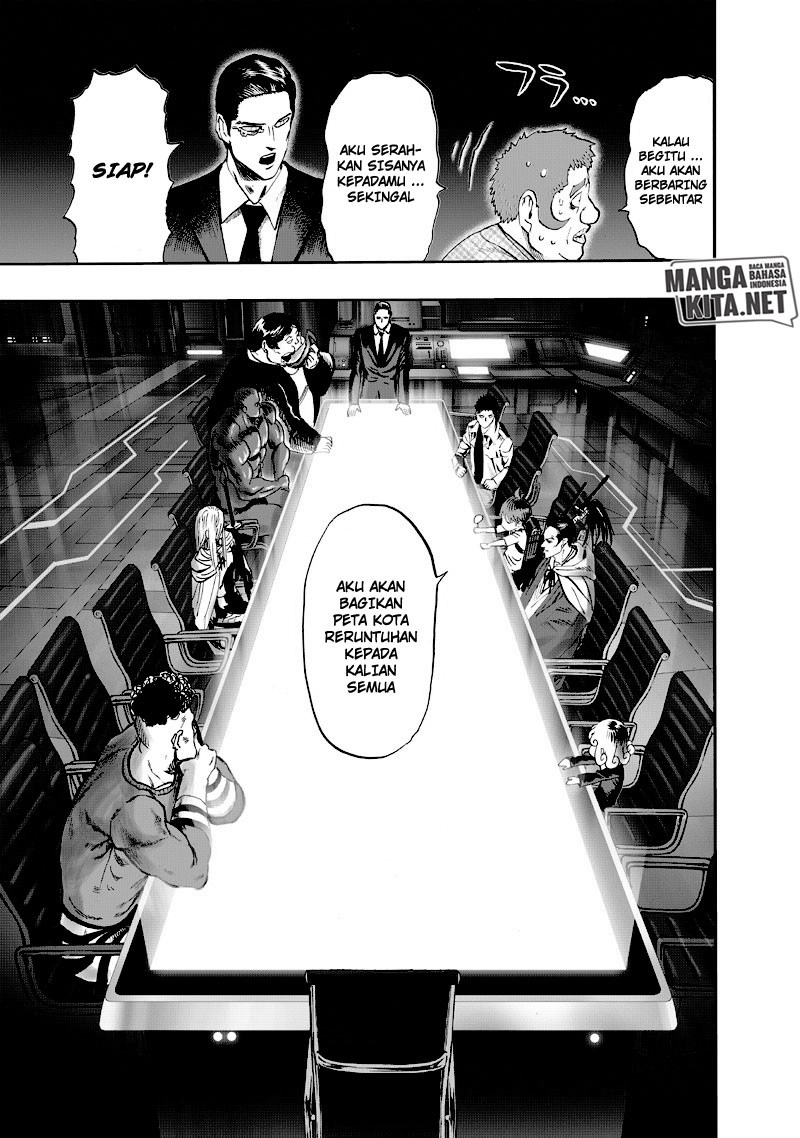 KALAU
BEGITU ...
AKU AKAN
BERBARING
SEBENTAR
フラ...
AKU SERAH-
KAN SISANYA
KEPADAMU ...
SEKINGAL
SIAP!
MANGA
KITA.NET
BACA MANGA
BAHASA
INDONESIA
AKU AKAN
BAGIKAN
PETA KOTA
RERUNTUHAN
KEPADA
KALIAN
SEMUA